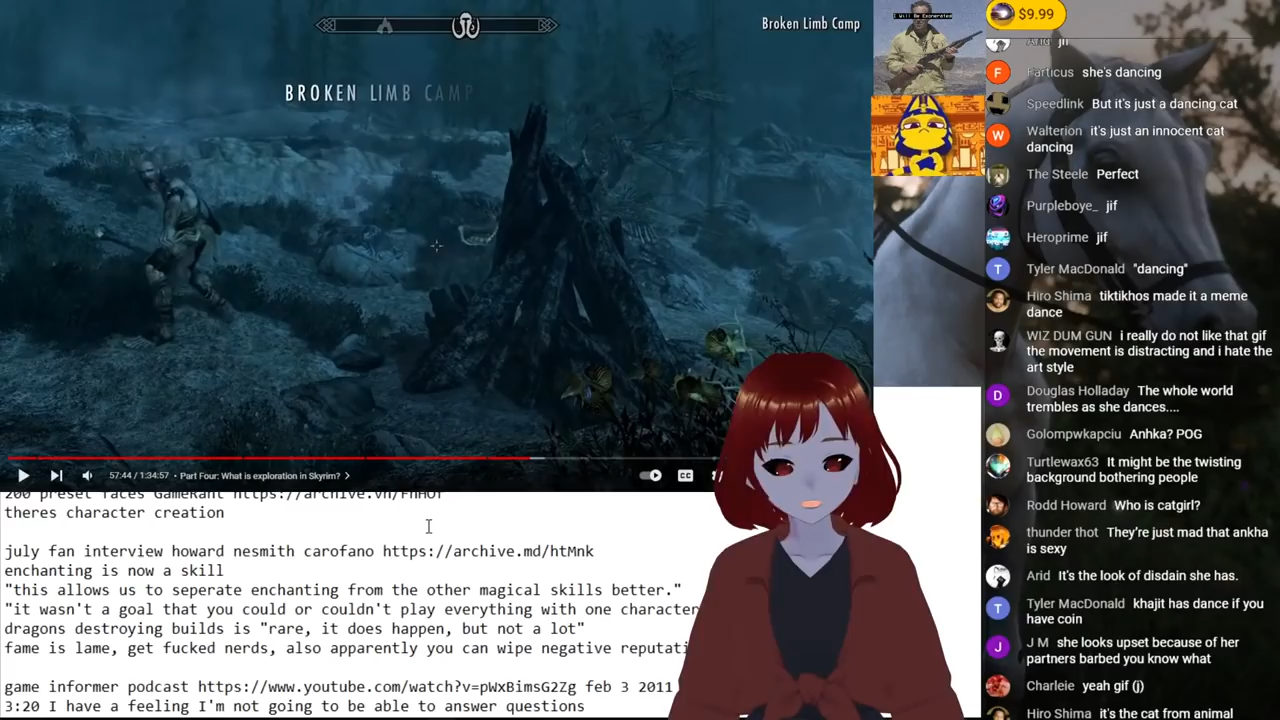 Broken Limb Camp
BROKEN LIMB CAMP
57:44 / 1:34:57 • Part Four: What is exploration in Skyrim? >
200 preset faces GameRant
theres character creation
july fan interview howard nesmith carofano https://archive.md/htMnk
enchanting is now a skill
"this allows us to seperate enchanting from the other magical skills better."
"it wasn't a goal that you could or couldn't play everything with one character
dragons destroying builds is "rare, it does happen, but not a lot"
fame is lame, get fucked nerds, also apparently you can wipe negative reputati
game informer podcast https://www.youtube.com/watch?v=pWxBimsG2Zg feb 3 2011
3:20 I have a feeling I'm not going to be able to answer questions
I Will Be Exonerated
$9.99
Arid jif
Farticus she's dancing
Speedlink But it's just a dancing cat
Walterion it's just an innocent cat
dancing
The Steele Perfect
Purpleboye_ jif
Heroprime jif
Tyler MacDonald "dancing"
Hiro Shima tiktikhos made it a meme
dance
WIZ DUM GUN i really do not like that gif
the movement is distracting and i hate the
art style
Douglas Holladay The whole world
trembles as she dances....
Golompwkapciu Anhka? POG
Turtlewax63 It might be the twisting
background bothering people
Rodd Howard Who is catgirl?
thunder thot They're just mad that ankha
is sexy
Arid It's the look of disdain she has.
Tyler MacDonald khajit has dance if you
have coin
J M she looks upset because of her
partners barbed you know what
Charleie yeah gif (j)
Hiro Shima it's the cat from animal